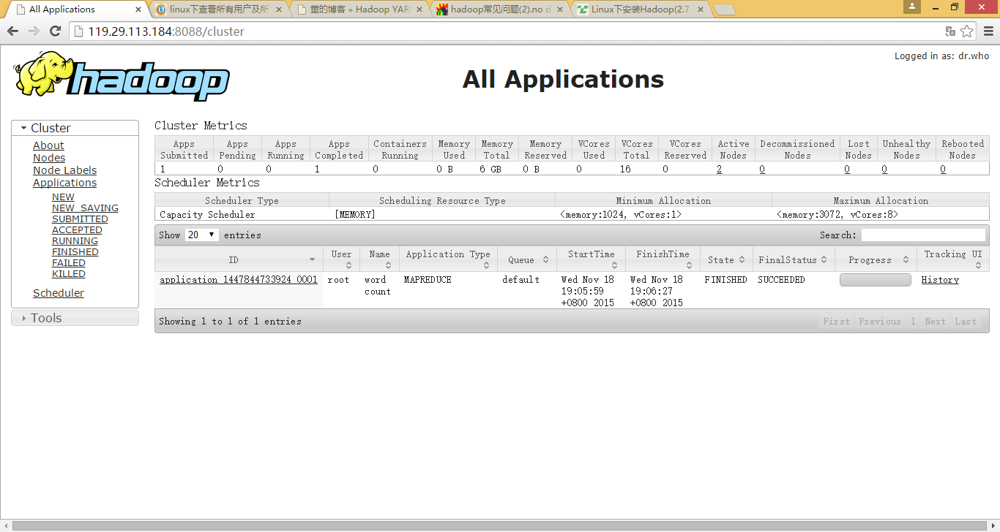 All Applications
linux下查看所有用户及所
董的博客 » Hadoop YAR
hadoop常见问题(2).no d
Linux下安装Hadoop(2.7.
119.29.113.184:8088/cluster
Logged in as: dr.who
hadoop
All Applications
Cluster
About
Nodes
Node Labels
Applications
NEW
NEW_SAVING
SUBMITTED
ACCEPTED
RUNNING
FINISHED
FAILED
KILLED
Scheduler
Tools
Cluster Metrics
Apps Submitted Apps Pending Apps Running Apps Completed Containers Running Memory Used Memory Total Memory Reserved VCores Used VCores Total VCores Reserved Active Nodes Decommissioned Nodes Lost Nodes Unhealthy Nodes Rebooted Nodes
1 0 0 1 0 0 B 6 GB 0 B 0 16 0 2 0 0 0 0
Scheduler Metrics
Scheduler Type Scheduling Resource Type Minimum Allocation Maximum Allocation
Capacity Scheduler [MEMORY] <memory:1024, vCores:1> <memory:3072, vCores:8>
Show 20 entries Search:
ID User Name Application Type Queue StartTime FinishTime State FinalStatus Progress Tracking UI
application_1447844733924_0001 root word count MAPREDUCE default Wed Nov 18 19:05:59 +0800 2015 Wed Nov 18 19:06:27 +0800 2015 FINISHED SUCCEEDED History
Showing 1 to 1 of 1 entries First Previous 1 Next Last